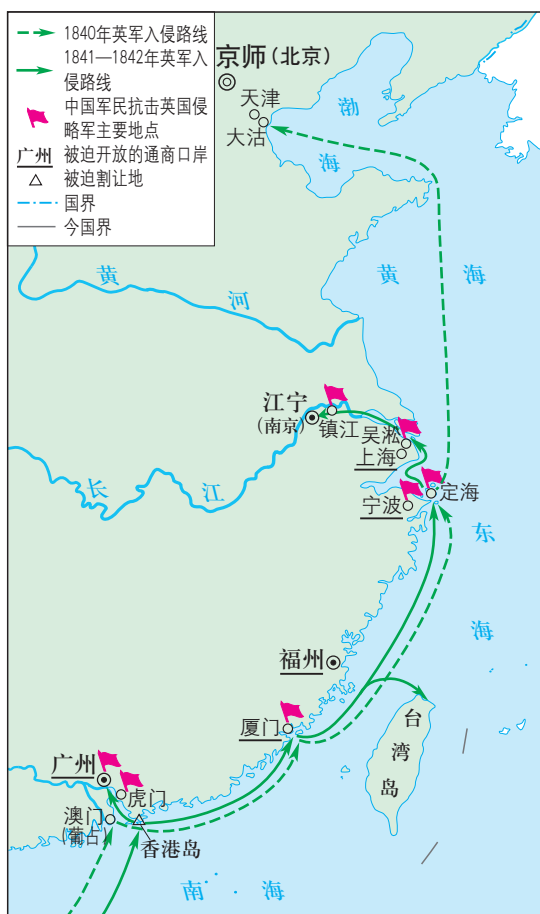 1840年英军入侵路线
1841—1842年英军入
侵路线
中国军民抗击英国侵
略军主要地点
广州 被迫开放的通商口岸
被迫割让地
国界
今国界
京师(北京)
天津
大沽
渤
海
黄
河
黄 海
江宁
(南京)
镇江
吴淞
上海
长
江
宁波
定海
东
海
福州
厦门
台
湾
岛
广州
虎门
澳门
(葡占)
香港岛
南 海